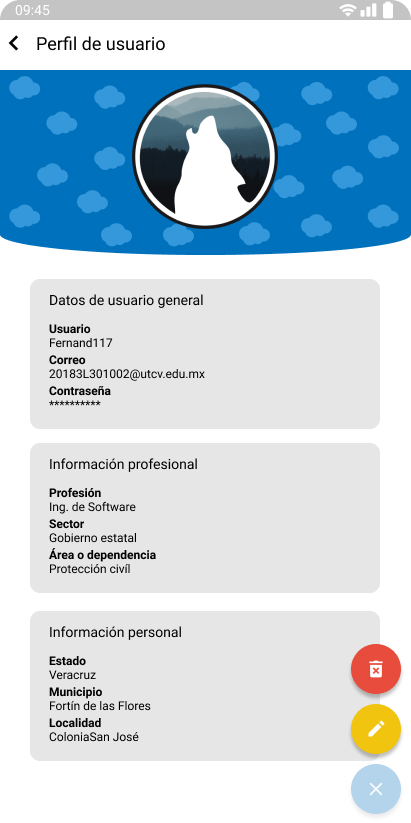 09:45
Perfil de usuario
Datos de usuario general
Usuario
Fernand117
Correo
20183L301002@utcv.edu.mx
Contraseña
**********
Información profesional
Profesión
Ing. de Software
Sector
Gobierno estatal
Área o dependencia
Protección civíl
Información personal
Estado
Veracruz
Municipio
Fortín de las Flores
Localidad
ColoniaSan José